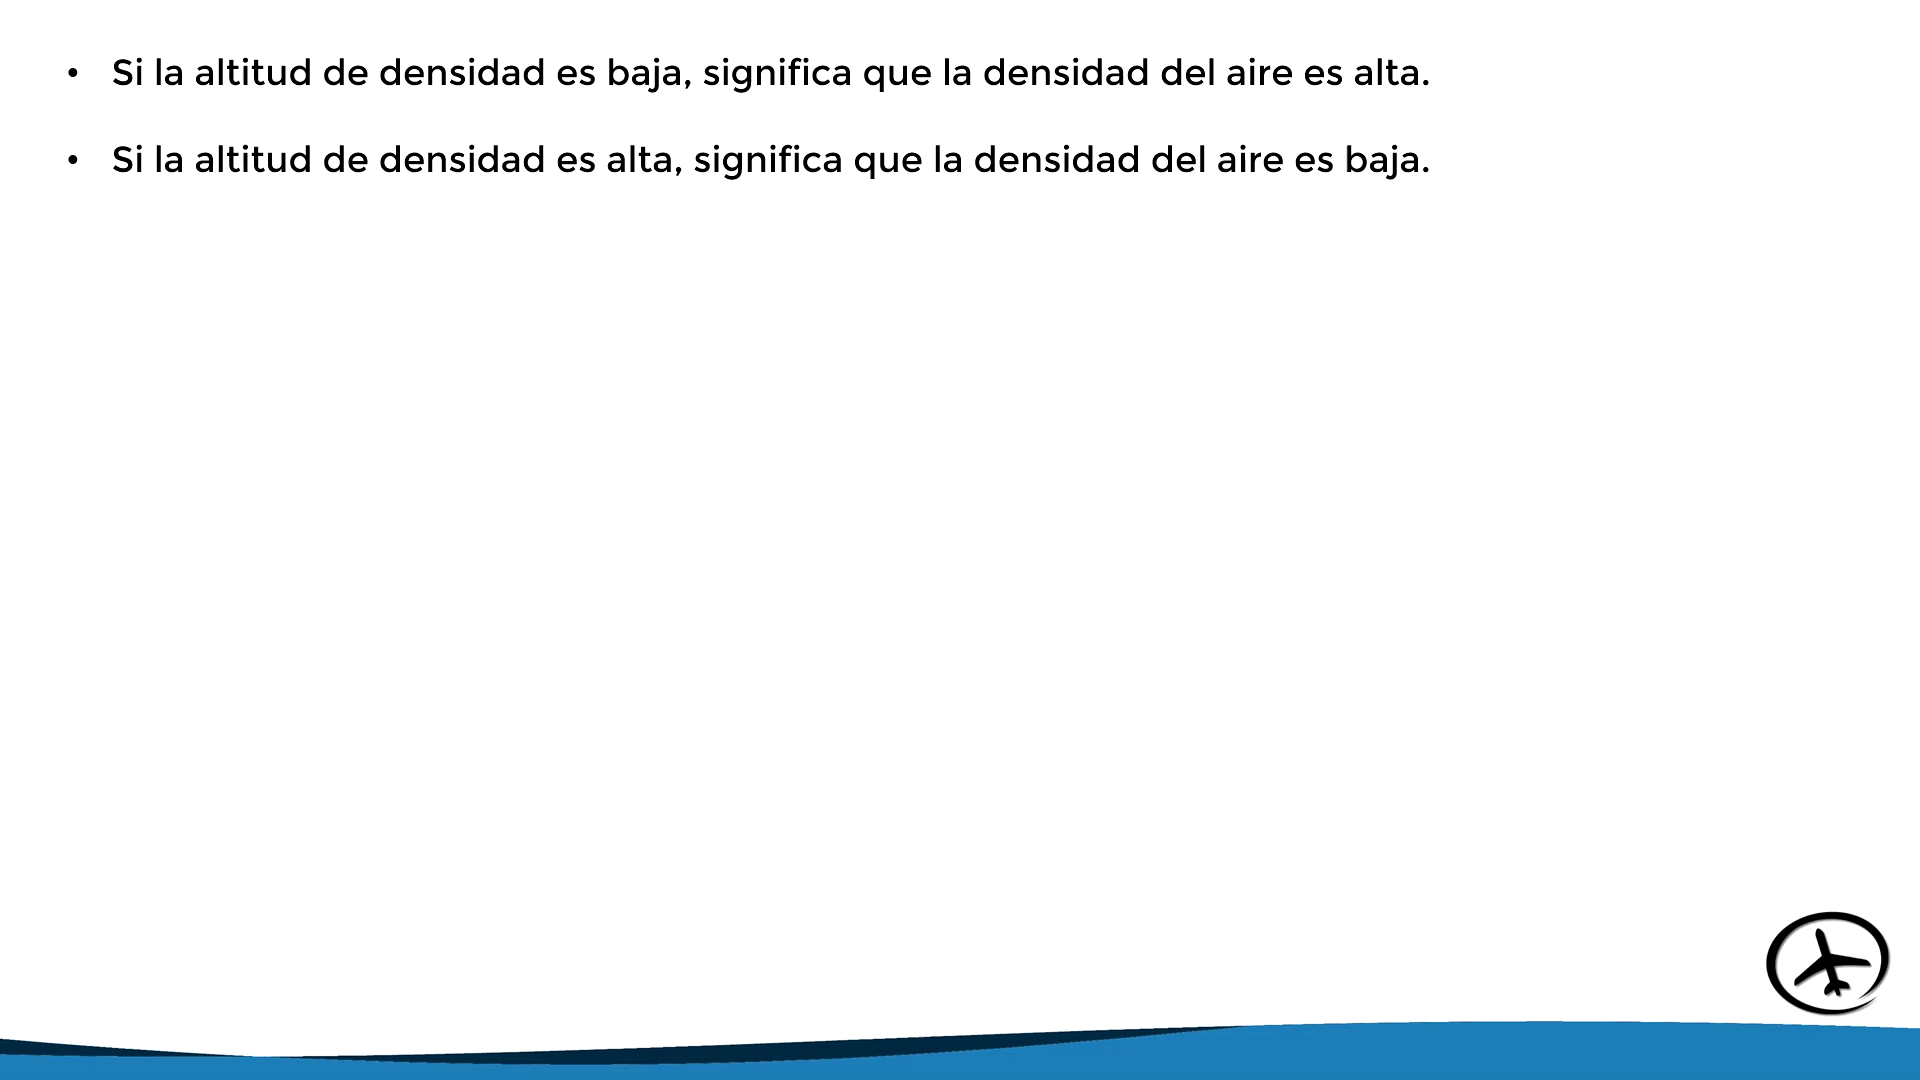 • Si la altitud de densidad es baja, significa que la densidad del aire es alta.
• Si la altitud de densidad es alta, significa que la densidad del aire es baja.